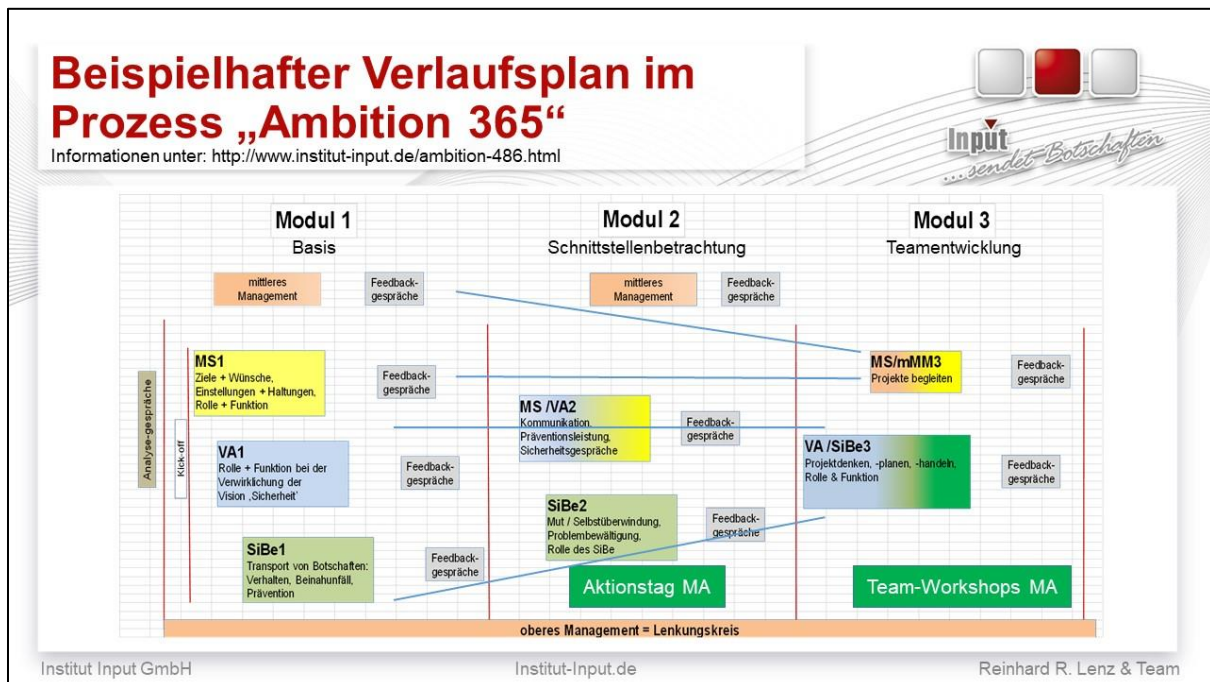 Beispielhafter Verlaufsplan im
Prozess „Ambition 365“
Informationen unter: http://www.institut-input.de/ambition-486.html
Input
...sendet Botschaften
Modul 1
Basis
Modul 2
Schnittstellenbetrachtung
Modul 3
Teamentwicklung
mittleres
Management
Feedback-
gespräche
mittleres
Management
Feedback-
gespräche
Analyse-gespräche
Kick-off
MS1
Ziele + Wünsche,
Einstellungen + Haltungen,
Rolle + Funktion
Feedback-
gespräche
VA1
Rolle + Funktion bei der
Verwirklichung der
Vision ‚Sicherheit’
Feedback-
gespräche
SiBe1
Transport von Botschaften:
Verhalten, Beinahunfall,
Prävention
Feedback-
gespräche
MS /VA2
Kommunikation,
Präventionsleistung,
Sicherheitsgespräche
Feedback-
gespräche
SiBe2
Mut / Selbstüberwindung,
Problembewältigung,
Rolle des SiBe
Feedback-
gespräche
Aktionstag MA
MS/mMM3
Projekte begleiten
Feedback-
gespräche
VA /SiBe3
Projektdenken, -planen, -handeln,
Rolle & Funktion
Feedback-
gespräche
Team-Workshops MA
oberes Management = Lenkungskreis
Institut Input GmbH
Institut-Input.de
Reinhard R. Lenz & Team